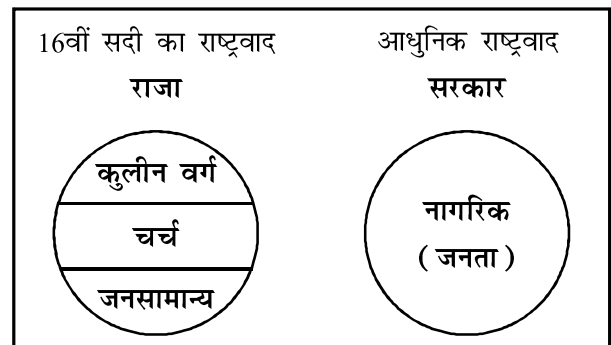 16वीं सदी का राष्ट्रवाद
राजा
कुलीन वर्ग
चर्च
जनसामान्य
आधुनिक राष्ट्रवाद
सरकार
नागरिक
( जनता )